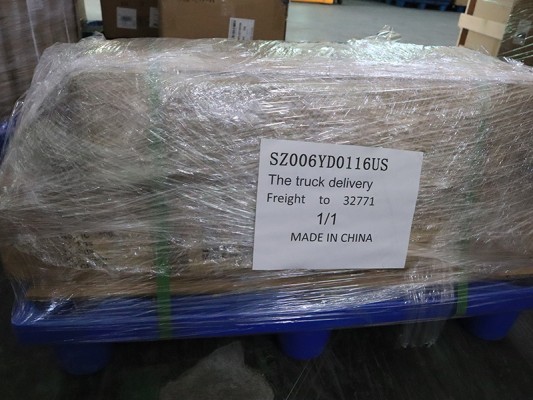 SZ006YD0116US
The truck delivery
Freight to 32771
1/1
MADE IN CHINA